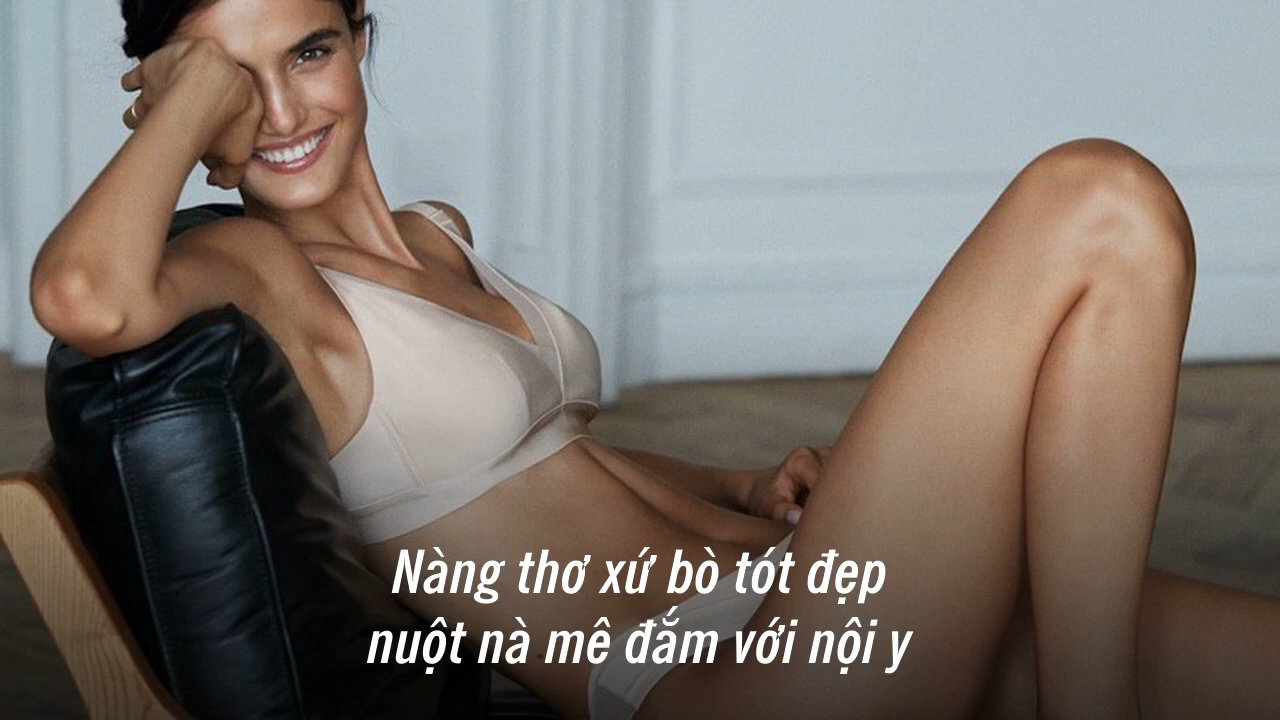 Nàng thơ xứ bò tót đẹp
nuột nà mê đắm với nội y